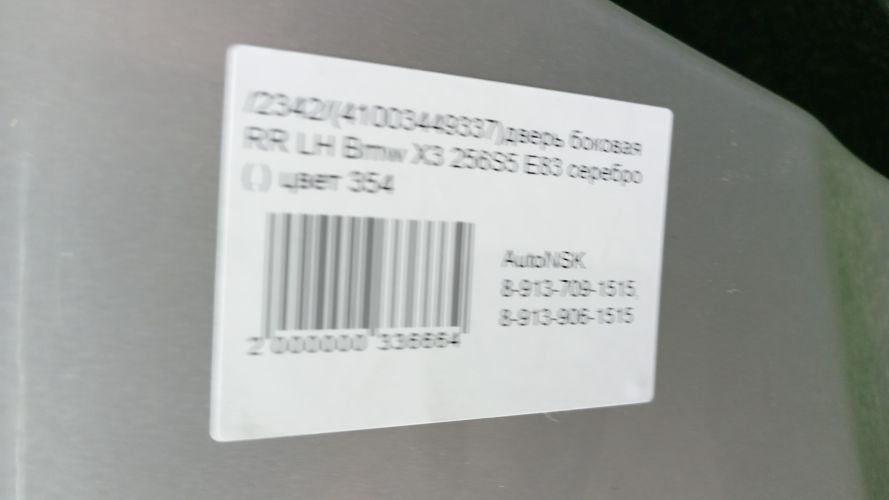 /2342/(41003449337)дверь боковая
RR LH Bmw X3 256S5 E83 серебро
() цвет 354
AutoNSK
8-913-709-1515,
8-913-906-1515
2 000000 336664